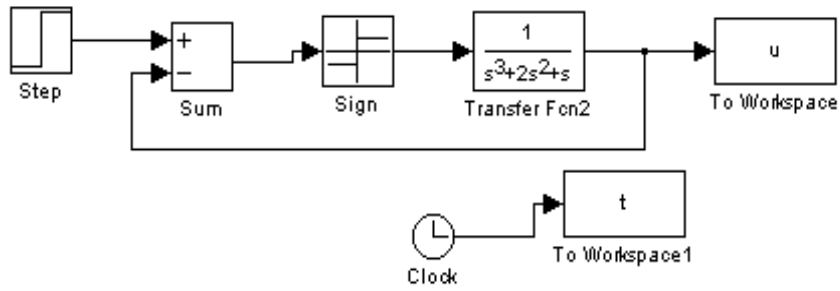 +
−
1
s³+2s²+s
u
Step
Sum
Sign
Transfer Fcn2
To Workspace
t
Clock
To Workspace1